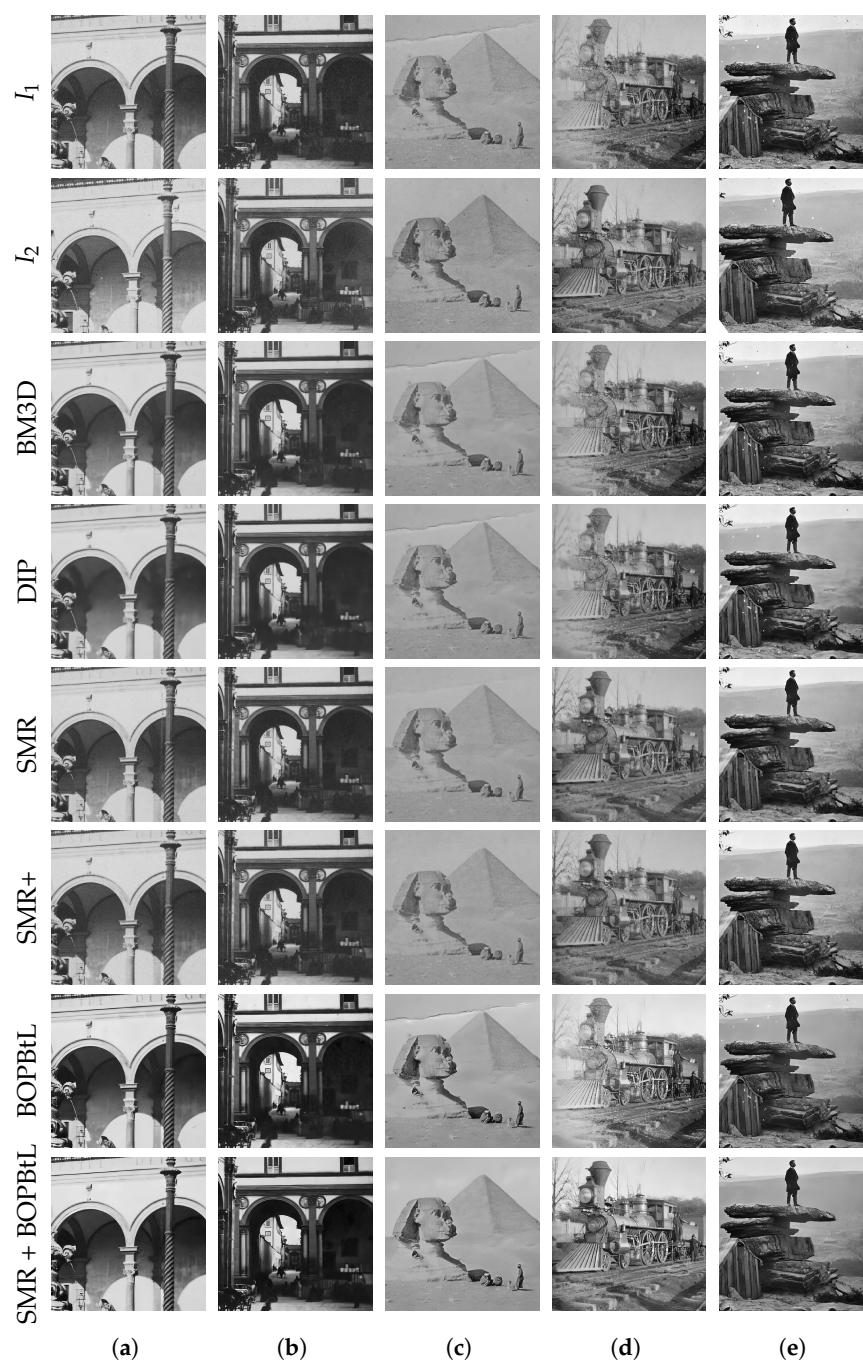 I₁
I₂
BM3D
DIP
SMR
SMR+
BOPBtL
SMR + BOPBtL
(a) (b) (c) (d) (e)